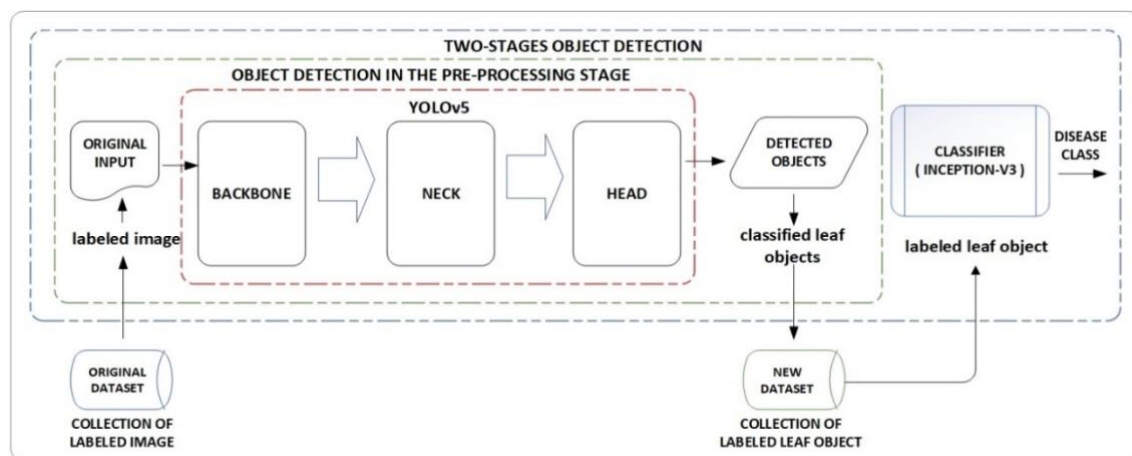 TWO-STAGES OBJECT DETECTION
OBJECT DETECTION IN THE PRE-PROCESSING STAGE
YOLOv5
ORIGINAL
INPUT
BACKBONE
NECK
HEAD
DETECTED
OBJECTS
CLASSIFIER
( INCEPTION-V3 )
DISEASE
CLASS
labeled image
classified leaf
objects
labeled leaf object
ORIGINAL
DATASET
COLLECTION OF
LABELED IMAGE
NEW
DATASET
COLLECTION OF
LABELED LEAF OBJECT